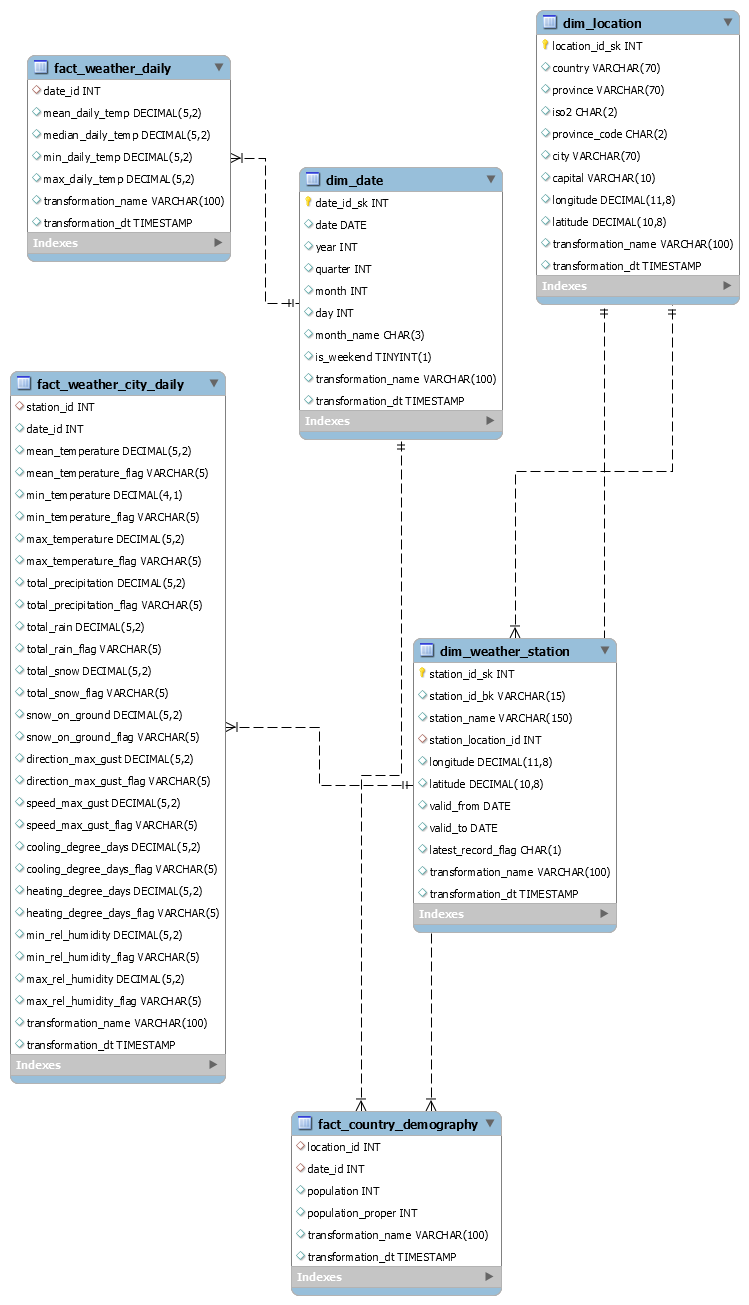 fact_weather_daily
date_id INT
mean_daily_temp DECIMAL(5,2)
median_daily_temp DECIMAL(5,2)
min_daily_temp DECIMAL(5,2)
max_daily_temp DECIMAL(5,2)
transformation_name VARCHAR(100)
transformation_dt TIMESTAMP
Indexes
dim_location
location_id_sk INT
country VARCHAR(70)
province VARCHAR(70)
iso2 CHAR(2)
province_code CHAR(2)
city VARCHAR(70)
capital VARCHAR(10)
longitude DECIMAL(11,8)
latitude DECIMAL(10,8)
transformation_name VARCHAR(100)
transformation_dt TIMESTAMP
Indexes
dim_date
date_id_sk INT
date DATE
year INT
quarter INT
month INT
day INT
month_name CHAR(3)
is_weekend TINYINT(1)
transformation_name VARCHAR(100)
transformation_dt TIMESTAMP
Indexes
fact_weather_city_daily
station_id INT
date_id INT
mean_temperature DECIMAL(5,2)
mean_temperature_flag VARCHAR(5)
min_temperature DECIMAL(4,1)
min_temperature_flag VARCHAR(5)
max_temperature DECIMAL(5,2)
max_temperature_flag VARCHAR(5)
total_precipitation DECIMAL(5,2)
total_precipitation_flag VARCHAR(5)
total_rain DECIMAL(5,2)
total_rain_flag VARCHAR(5)
total_snow DECIMAL(5,2)
total_snow_flag VARCHAR(5)
snow_on_ground DECIMAL(5,2)
snow_on_ground_flag VARCHAR(5)
direction_max_gust DECIMAL(5,2)
direction_max_gust_flag VARCHAR(5)
speed_max_gust DECIMAL(5,2)
speed_max_gust_flag VARCHAR(5)
cooling_degree_days DECIMAL(5,2)
cooling_degree_days_flag VARCHAR(5)
heating_degree_days DECIMAL(5,2)
heating_degree_days_flag VARCHAR(5)
min_rel_humidity DECIMAL(5,2)
min_rel_humidity_flag VARCHAR(5)
max_rel_humidity DECIMAL(5,2)
max_rel_humidity_flag VARCHAR(5)
transformation_name VARCHAR(100)
transformation_dt TIMESTAMP
Indexes
dim_weather_station
station_id_sk INT
station_id_bk VARCHAR(15)
station_name VARCHAR(150)
station_location_id INT
longitude DECIMAL(11,8)
latitude DECIMAL(10,8)
valid_from DATE
valid_to DATE
latest_record_flag CHAR(1)
transformation_name VARCHAR(100)
transformation_dt TIMESTAMP
Indexes
fact_country_demography
location_id INT
date_id INT
population INT
population_proper INT
transformation_name VARCHAR(100)
transformation_dt TIMESTAMP
Indexes